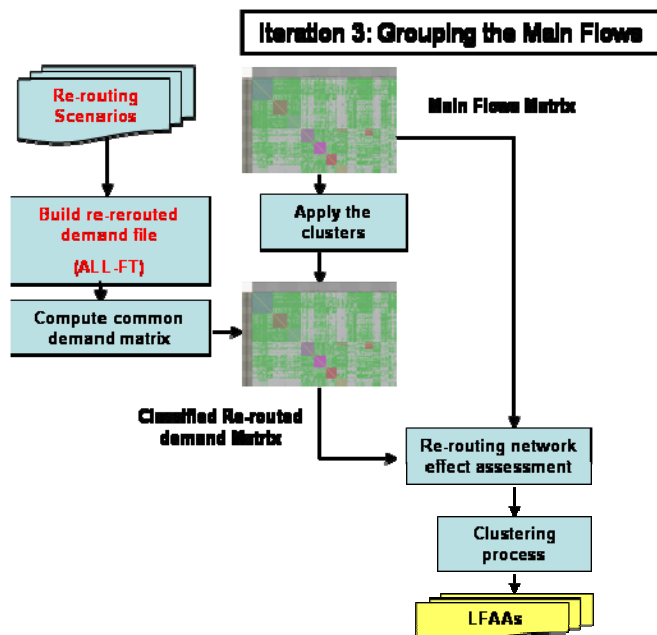 Iteration 3: Grouping the Main Flows
Re-routing
Scenarios
Main Flows Matrix
Build re-rerouted
demand file
(ALL-FT)
Apply the
clusters
Compute common
demand matrix
Classified Re-routed
demand Matrix
Re-routing network
effect assessment
Clustering
process
LFAAs